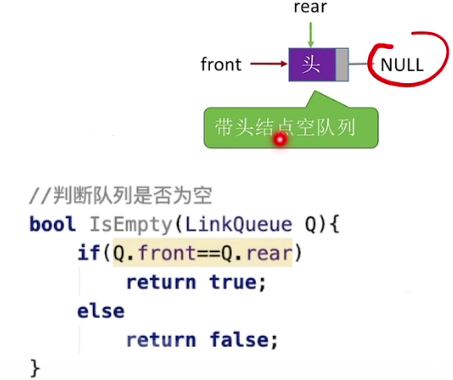 rear
front
头
NULL
带头结点空队列
//判断队列是否为空
bool IsEmpty(LinkQueue Q){
if(Q.front==Q.rear)
return true;
else
return false;
}